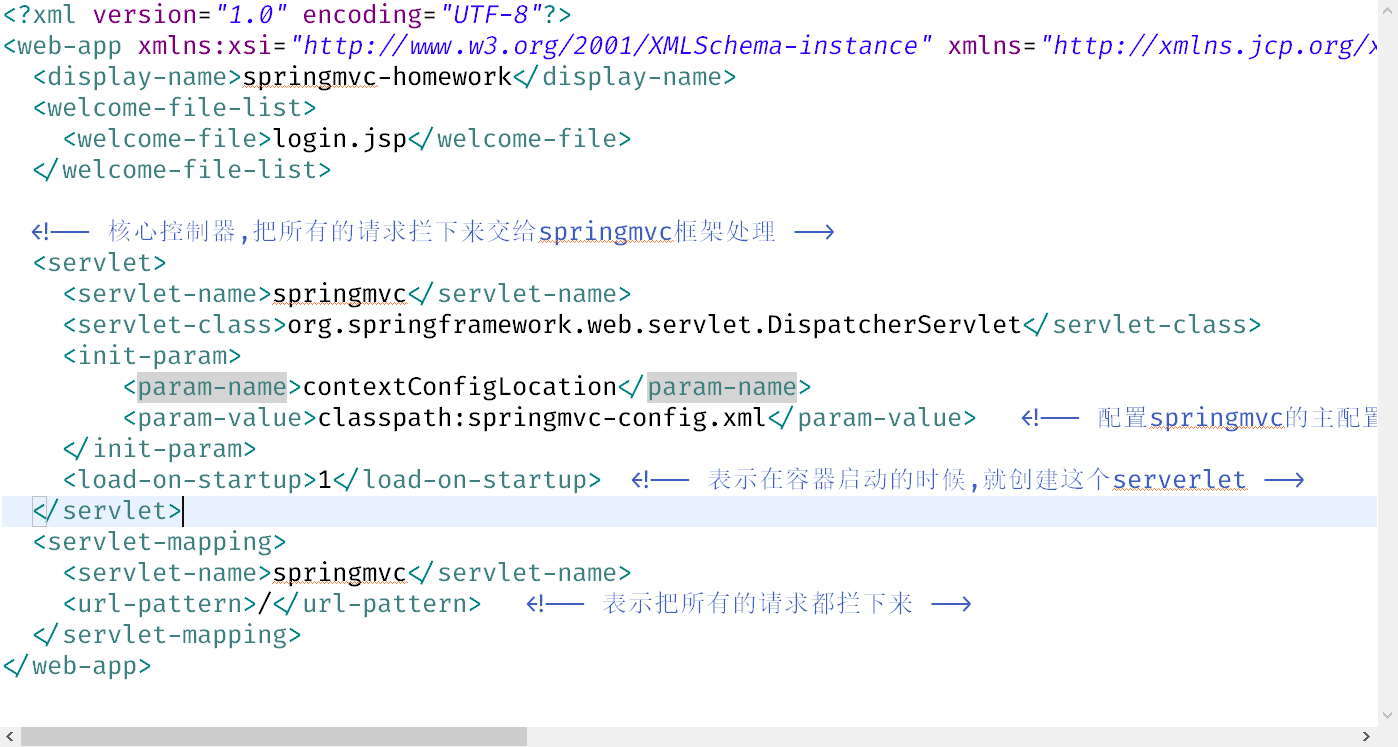 <?xml version="1.0" encoding="UTF-8"?>
<web-app xmlns:xsi="http://www.w3.org/2001/XMLSchema-instance" xmlns="http://xmlns.jcp.org/x
<display-name>springmvc-homework</display-name>
<welcome-file-list>
<welcome-file>login.jsp</welcome-file>
</welcome-file-list>
<!-- 核心控制器,把所有的请求拦下来交给springmvc框架处理 -->
<servlet>
<servlet-name>springmvc</servlet-name>
<servlet-class>org.springframework.web.servlet.DispatcherServlet</servlet-class>
<init-param>
<param-name>contextConfigLocation</param-name>
<param-value>classpath:springmvc-config.xml</param-value> <!-- 配置springmvc的主配置
</init-param>
<load-on-startup>1</load-on-startup> <!-- 表示在容器启动的时候,就创建这个serverlet -->
</servlet>
<servlet-mapping>
<servlet-name>springmvc</servlet-name>
<url-pattern>/</url-pattern> <!-- 表示把所有的请求都拦下来 -->
</servlet-mapping>
</web-app>